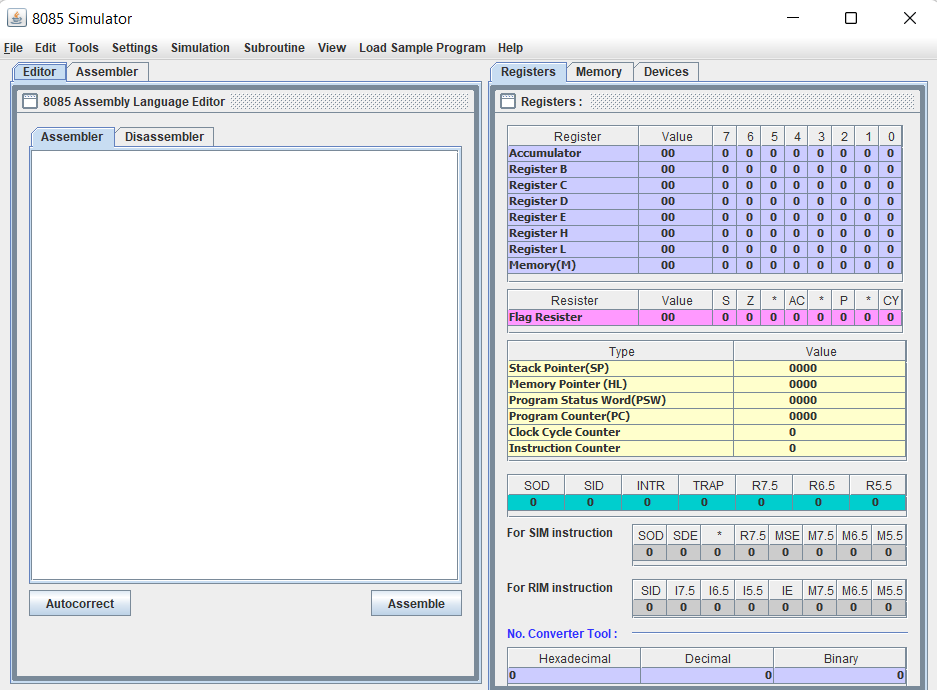 8085 Simulator
File Edit Tools Settings Simulation Subroutine View Load Sample Program Help
Editor Assembler
8085 Assembly Language Editor
Assembler Disassembler
Autocorrect Assemble
Registers Memory Devices
Registers :
Register Value 7 6 5 4 3 2 1 0
Accumulator 00 0 0 0 0 0 0 0 0
Register B 00 0 0 0 0 0 0 0 0
Register C 00 0 0 0 0 0 0 0 0
Register D 00 0 0 0 0 0 0 0 0
Register E 00 0 0 0 0 0 0 0 0
Register H 00 0 0 0 0 0 0 0 0
Register L 00 0 0 0 0 0 0 0 0
Memory(M) 00 0 0 0 0 0 0 0 0
Resister Value S Z * AC * P * CY
Flag Resister 00 0 0 0 0 0 0 0 0
Type Value
Stack Pointer(SP) 0000
Memory Pointer (HL) 0000
Program Status Word(PSW) 0000
Program Counter(PC) 0000
Clock Cycle Counter 0
Instruction Counter 0
SOD SID INTR TRAP R7.5 R6.5 R5.5
0 0 0 0 0 0 0
For SIM instruction SOD SDE * R7.5 MSE M7.5 M6.5 M5.5
0 0 0 0 0 0 0 0
For RIM instruction SID I7.5 I6.5 I5.5 IE M7.5 M6.5 M5.5
0 0 0 0 0 0 0 0
No. Converter Tool :
Hexadecimal Decimal Binary
0 0 0